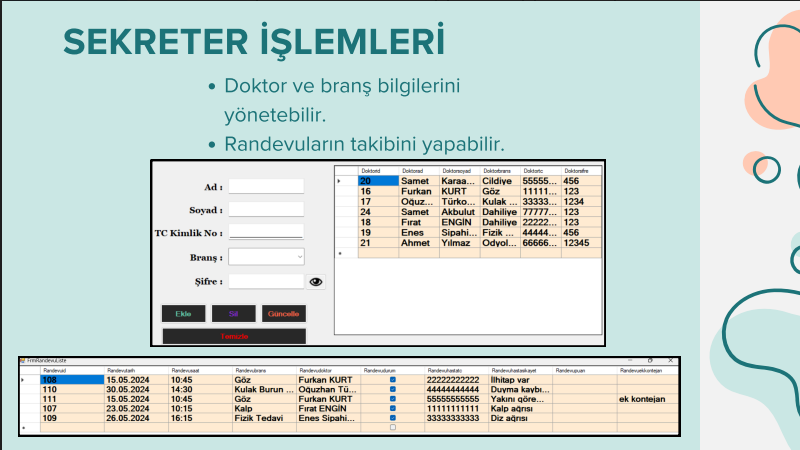 SEKRETER İŞLEMLERİ
• Doktor ve branş bilgilerini
yönetebilir.
• Randevuların takibini yapabilir.
Ad :
Soyad :
TC Kimlik No :
Branş :
Şifre :
Ekle Sil Güncelle
Temizle
Doktorid Doktorad Doktorsoyad Doktorbrans Doktortc Doktorsifre
20 Samet Karaa... Cildiye 55555... 456
16 Furkan KURT Göz 11111... 123
17 Oğuz... Türko... Kulak ... 33333... 1234
24 Samet Akbulut Dahiliye 77777... 123
18 Fırat ENGİN Dahiliye 22222... 123
19 Enes Sipahi... Fizik ... 44444... 456
21 Ahmet Yılmaz Odyol... 66666... 12345
FrmRandevuListe
Randevuid Randevutarih Randevusaat Randevubrans Randevudoktor Randevudurum Randevuhastatc Randevuhastasikayet Randevupuan Randevuekkontejan
108 15.05.2024 10:45 Göz Furkan KURT 22222222222 İlhitap var
110 30.05.2024 14:30 Kulak Burun ... Oğuzhan Tü... 44444444444 Duyma kaybı...
111 15.05.2024 10:45 Göz Furkan KURT 55555555555 Yakını göre... ek kontejan
107 23.05.2024 10:15 Kalp Fırat ENGİN 11111111111 Kalp ağrısı
109 26.05.2024 16:15 Fizik Tedavi Enes Sipahi... 33333333333 Diz ağrısı